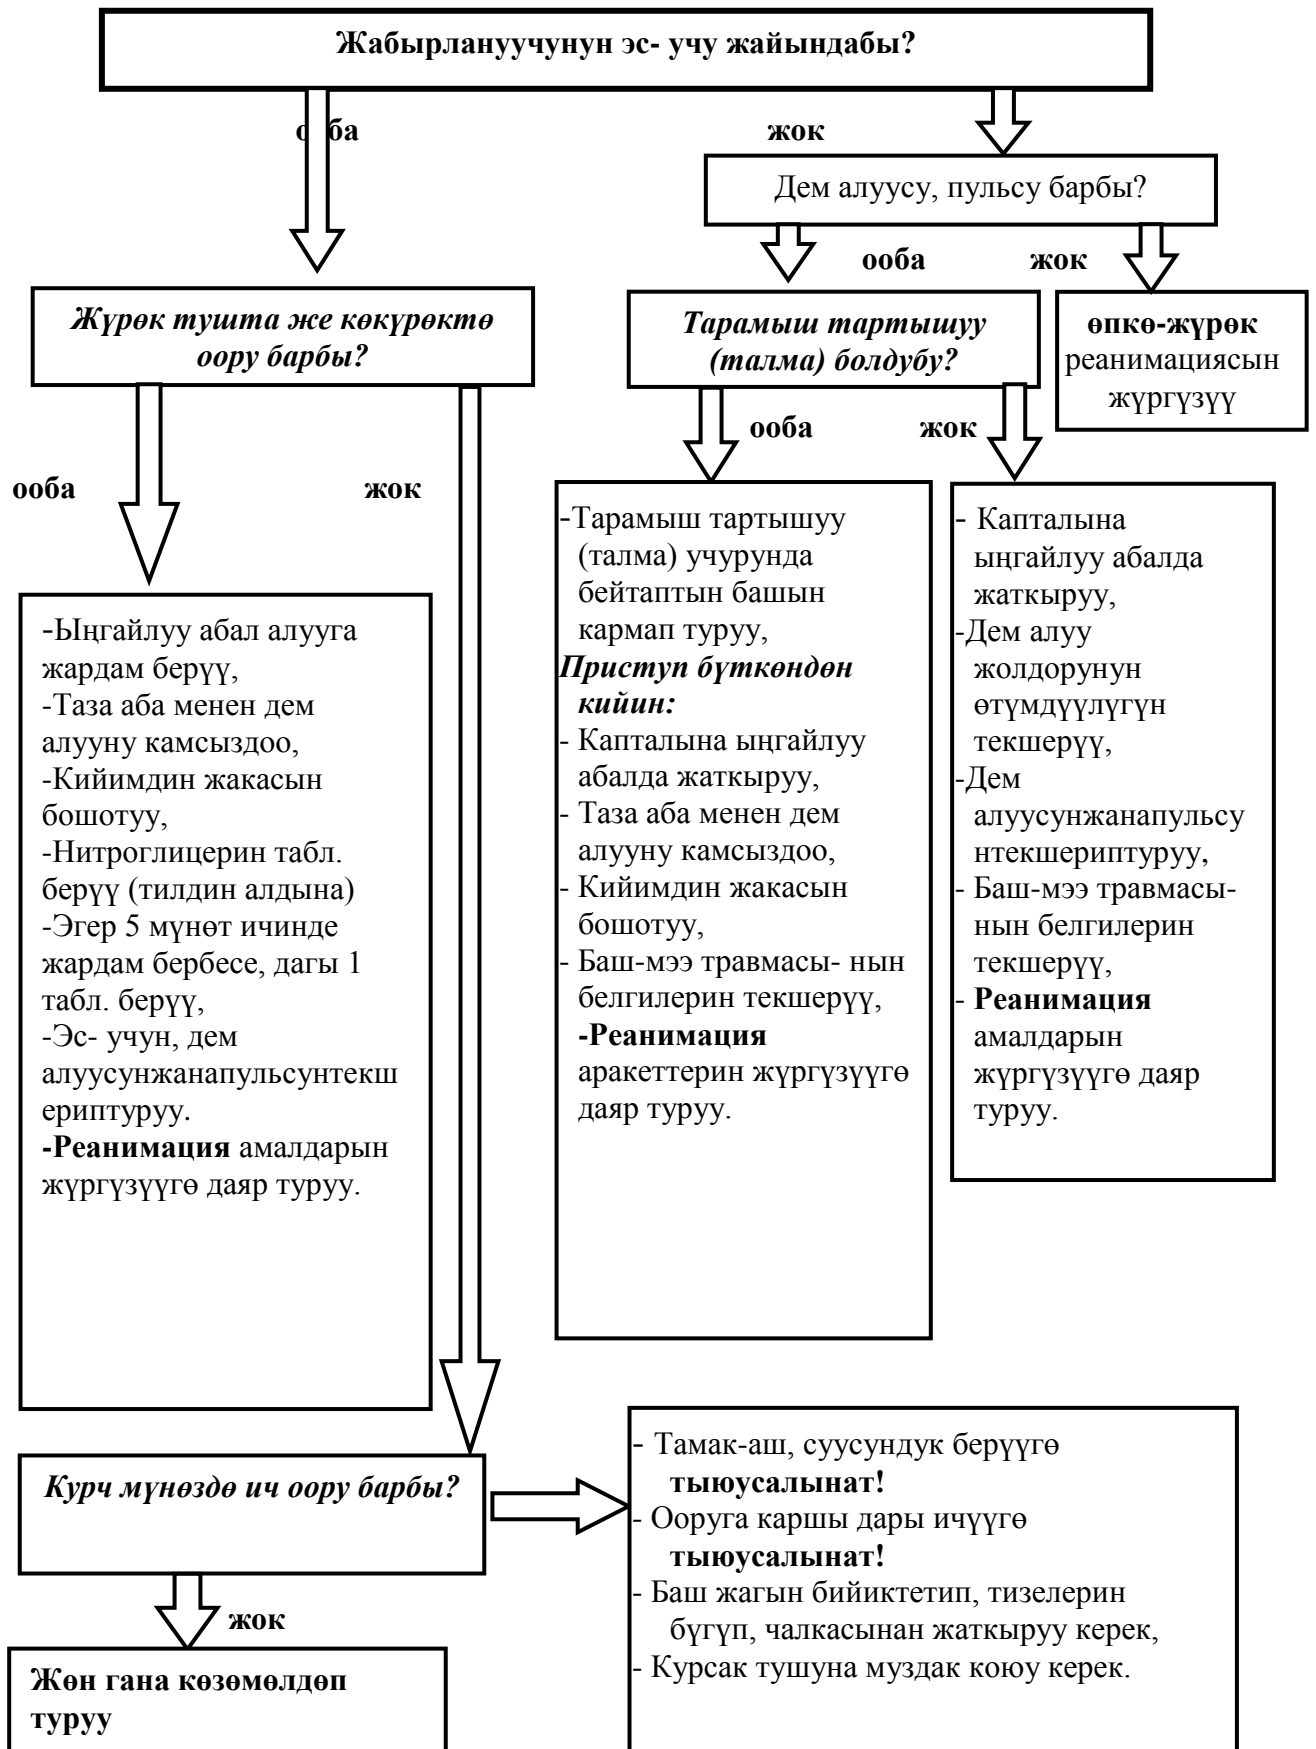 Жабырлануучунун эс- учу жайындабы?
ооба
жок
Дем алуусу, пульсу барбы?
ооба
жок
Жүрөк тушта же көкүрөктө
оору барбы?
Тарамыш тартышуу
(талма) болдубу?
өпкө-жүрөк
реанимациясын
жүргүзүү
ооба
жок
ооба
жок
-Ыңгайлуу абал алууга
жардам берүү,
-Таза аба менен дем
алууну камсыздоо,
-Кийимдин жакасын
бошотуу,
-Нитроглицерин табл.
берүү (тилдин алдына)
-Эгер 5 мүнөт ичинде
жардам бербесе, дагы 1
табл. берүү,
-Эс- учун, дем
алуусунжанапульсунтекш
ериптуруу.
-Реанимация амалдарын
жүргүзүүгө даяр туруу.
-Тарамыш тартышуу
(талма) учурунда
бейтаптын башын
кармап туруу,
Приступ бүткөндөн
кийин:
- Капталына ыңгайлуу
абалда жаткыруу,
- Таза аба менен дем
алууну камсыздоо,
- Кийимдин жакасын
бошотуу,
- Баш-мээ травмасы- нын
белгилерин текшерүү,
-Реанимация
аракеттерин жүргүзүүгө
даяр туруу.
- Капталына
ыңгайлуу абалда
жаткыруу,
-Дем алуу
жолдорунун
өтүмдүүлүгүн
текшерүү,
-Дем
алуусунжанапульсу
нтекшериптуруу,
- Баш-мээ травмасы-
нын белгилерин
текшерүү,
- Реанимация
амалдарын
жүргүзүүгө даяр
туруу.
Курч мүнөздө ич оору барбы?
- Тамак-аш, суусундук берүүгө
тыюусалынат!
- Ооруга каршы дары ичүүгө
тыюусалынат!
- Баш жагын бийиктетип, тизелерин
бүгүп, чалкасынан жаткыруу керек,
- Курсак тушуна муздак коюу керек.
жок
Жөн гана көзөмөлдөп
туруу